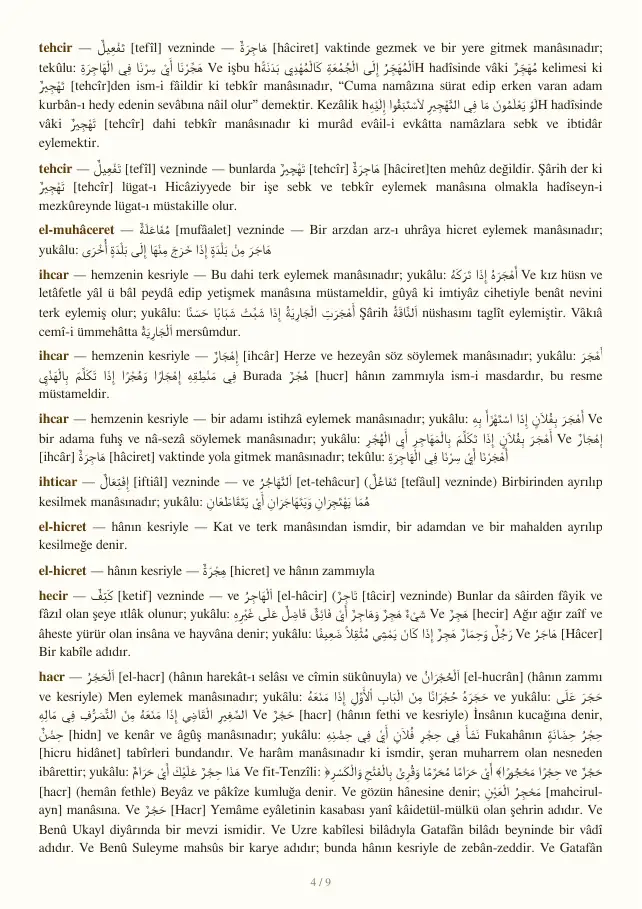 tehcir — تَفْعِيلٌ [tefîl] vezninde — هَاجِرَةٌ [hâciret] vaktinde gezmek ve bir yere gitmek manâsınadır;
tekûlu: هَجَّرْنَا أَيْ سِرْنَا فِي الْهَاجِرَةِ Ve işbu hاَلْمُهَجِّرُ إِلَى الْجُمُعَةِ كَالْمُهْدِي بَدَنَةًH hadîsinde vâki مُهَجِّرٌ kelimesi ki
تَهْجِيرٌ [tehcîr]den ism-i fâildir ki tebkîr manâsınadır, “Cuma namâzına sürat edip erken varan adam
kurbân-ı hedy edenin sevâbına nâil olur” demektir. Kezâlik hلَوْ يَعْلَمُونَ مَا فِي التَّهْجِيرِ لَاسْتَبَقُوا إِلَيْهِH hadîsinde
vâki تَهْجِيرٌ [tehcîr] dahi tebkîr manâsınadır ki murâd evâil-i evkâtta namâzlara sebk ve ibtidâr
eylemektir.
tehcir — تَفْعِيلٌ [tefîl] vezninde — bunlarda تَهْجِيرٌ [tehcîr] هَاجِرَةٌ [hâciret]ten mehûz değildir. Şârih der ki
تَهْجِيرٌ [tehcîr] lügat-ı Hicâziyyede bir işe sebk ve tebkîr eylemek manâsına olmakla hadîseyn-i
mezkûreynde lügat-ı müstakille olur.
el-muhâceret — مُفَاعَلَةٌ [mufâalet] vezninde — Bir arzdan arz-ı uhrâya hicret eylemek manâsınadır;
yukâlu: هَاجَرَ مِنْ بَلْدَةٍ إِذَا خَرَجَ مِنْهَا إِلَى بَلْدَةٍ أُخْرَى
ihcar — hemzenin kesriyle — Bu dahi terk eylemek manâsınadır; yukâlu: أَهْجَرَهُ إِذَا تَرَكَهُ Ve kız hüsn ve
letâfetle yâl ü bâl peydâ edip yetişmek manâsına müstameldir, gûyâ ki imtiyâz cihetiyle benât nevini
terk eylemiş olur; yukâlu: أَهْجَرَتِ الْجَارِيَةُ إِذَا شَبَّتْ شَبَابًا حَسَنًا Şârih اَلنَّاقَةُ nüshasını taglît eylemiştir. Vâkıâ
cemî-i ümmehâtta اَلْجَارِيَةُ mersûmdur.
ihcar — hemzenin kesriyle — إِهْجَارٌ [ihcâr] Herze ve hezeyân söz söylemek manâsınadır; yukâlu: أَهْجَرَ
فِي مَنْطِقِهِ إِهْجَارًا وَهُجْرًا إِذَا تَكَلَّمَ بِالْهَذْيِ Burada هُجْرٌ [hucr] hânın zammıyla ism-i masdardır, bu resme
müstameldir.
ihcar — hemzenin kesriyle — bir adamı istihzâ eylemek manâsınadır; yukâlu: أَهْجَرَ بِفُلاَنٍ إِذَا اسْتَهْزَأَ بِهِ Ve
bir adama fuhş ve nâ-sezâ söylemek manâsınadır; yukâlu: أَهْجَرَ بِفُلاَنٍ إِذَا تَكَلَّمَ بِالْمَهَاجِرِ أَيِ الْهُجْرِ Ve إِهْجَارٌ
[ihcâr] هَاجِرَةٌ [hâciret] vaktinde yola gitmek manâsınadır; tekûlu: أَهْجَرْنَا أَيْ سِرْنَا فِي الْهَاجِرَةِ
ihticar — إِفْتِعَالٌ [iftiâl] vezninde — ve اَلتَّهَاجُرُ [et-tehâcur] (تَفَاعُلٌ [tefâul] vezninde) Birbirinden ayrılıp
kesilmek manâsınadır; yukâlu: هُمَا يَهْتَجِرَانِ وَيَتَهَاجَرَانِ أَيْ يَتَقَاطَعَانِ
el-hicret — hânın kesriyle — Kat ve terk manâsından ismdir, bir adamdan ve bir mahalden ayrılıp
kesilmeğe denir.
el-hicret — hânın kesriyle — هِجْرَةٌ [hicret] ve hânın zammıyla
hecir — كَتِفٌ [ketif] vezninde — ve اَلْهَاجِرُ [el-hâcir] (تَاجِرٌ [tâcir] vezninde) Bunlar da sâirden fâyik ve
fâzıl olan şeye ıtlâk olunur; yukâlu: شَيْءٌ هَجِرٌ وَهَاجِرٌ أَيْ فَائِقٌ فَاضِلٌ عَلَى غَيْرِهِ Ve هَجِرٌ [hecir] Ağır ağır zaîf ve
âheste yürür olan insâna ve hayvâna denir; yukâlu: رَجُلٌ وَحِمَارٌ هَجِرٌ إِذَا كَانَ يَمْشِي مُثْقِلاً ضَعِيفًا Ve هَاجَرُ [Hâcer]
Bir kabîle adıdır.
hacr — اَلْحَجْرُ [el-hacr] (hânın harekât-ı selâsı ve cîmin sükûnuyla) ve اَلْحُجْرَانُ [el-hucrân] (hânın zammı
ve kesriyle) Men eylemek manâsınadır; yukâlu: حَجَرَهُ حُجْرَانًا مِنَ الْبَابِ الْأَوَّلِ إِذَا مَنَعَهُ ve yukâlu: حَجَرَ عَلَى
الصَّغِيرِ الْقَاضِي إِذَا مَنَعَهُ مِنَ التَّصَرُّفِ فِي مَالِهِ Ve حَجْرٌ [hacr] (hânın fethi ve kesriyle) İnsânın kucağına denir,
حِضْنٌ [hidn] ve kenâr ve âgûş manâsınadır; yukâlu: نَشَأَ فِي حِجْرِ فُلَانٍ أَيْ فِي حِضْنِهِ Fukahânın حِجْرُ حِضَانَةٍ
[hicru hidânet] tabîrleri bundandır. Ve harâm manâsınadır ki ismdir, şeran muharrem olan nesneden
ibârettir; yukâlu: هَذَا حِجْرٌ عَلَيْكَ أَيْ حَرَامٌ Ve fit-Tenzîli: ﴿حِجْرًا مَحْجُورًا﴾ أَيْ حَرَامًا مُحَرَّمًا وَقُرِئَ بِالْفَتْحِ وَالْكَسْرِ ve حَجْرٌ
[hacr] (hemân fethle) Beyâz ve pâkîze kumluğa denir. Ve gözün hânesine denir; مَحْجِرُ الْعَيْنِ [mahcirul-
ayn] manâsına. Ve حَجْرٌ [Hacr] Yemâme eyâletinin kasabası yanî kâidetül-mülkü olan şehrin adıdır. Ve
Benû Ukayl diyârında bir mevzi ismidir. Ve Uzre kabîlesi bilâdıyla Gatafân bilâdı beyninde bir vâdî
adıdır. Ve Benû Suleyme mahsûs bir karye adıdır; bunda hânın kesriyle de zebân-zeddir. Ve Gatafân
4 / 9